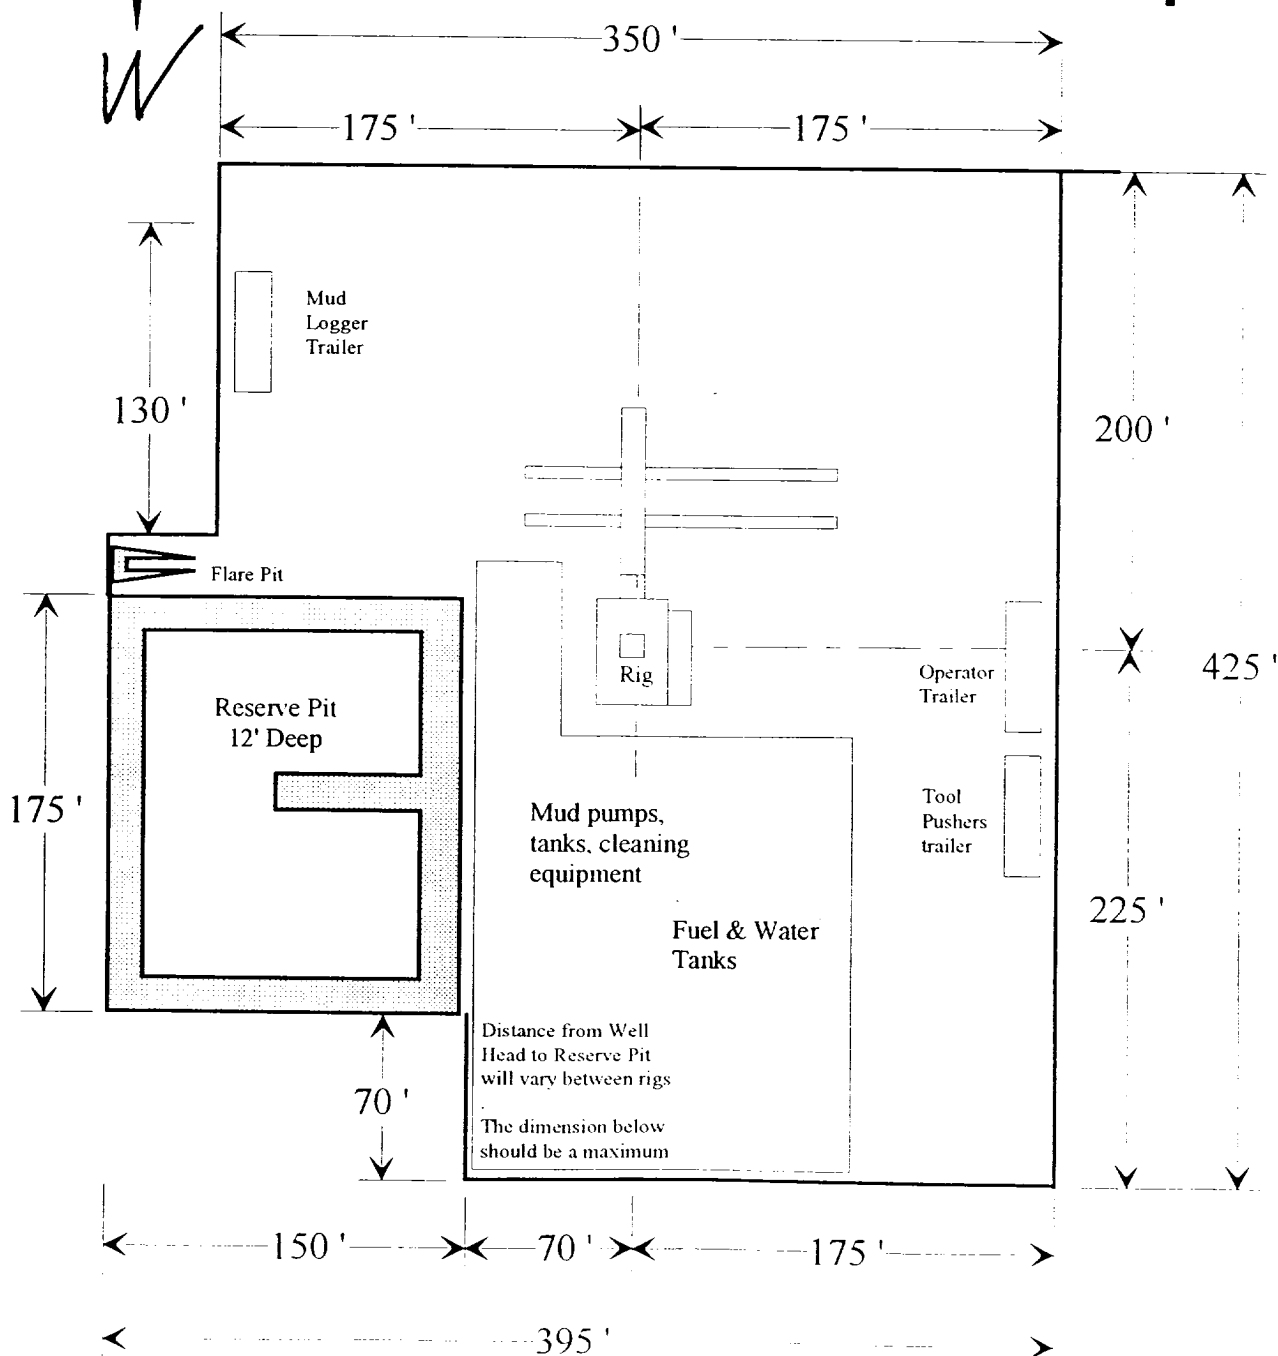 W
350 '
175 '
175 '
Mud
Logger
Trailer
130 '
200 '
Flare Pit
Rig
Operator
Trailer
425 '
Reserve Pit
12' Deep
175 '
Mud pumps,
tanks, cleaning
equipment
Tool
Pushers
trailer
225 '
Fuel & Water
Tanks
Distance from Well
Head to Reserve Pit
will vary between rigs
.
The dimension below
should be a maximum
70 '
150 '
70 '
175 '
395 '